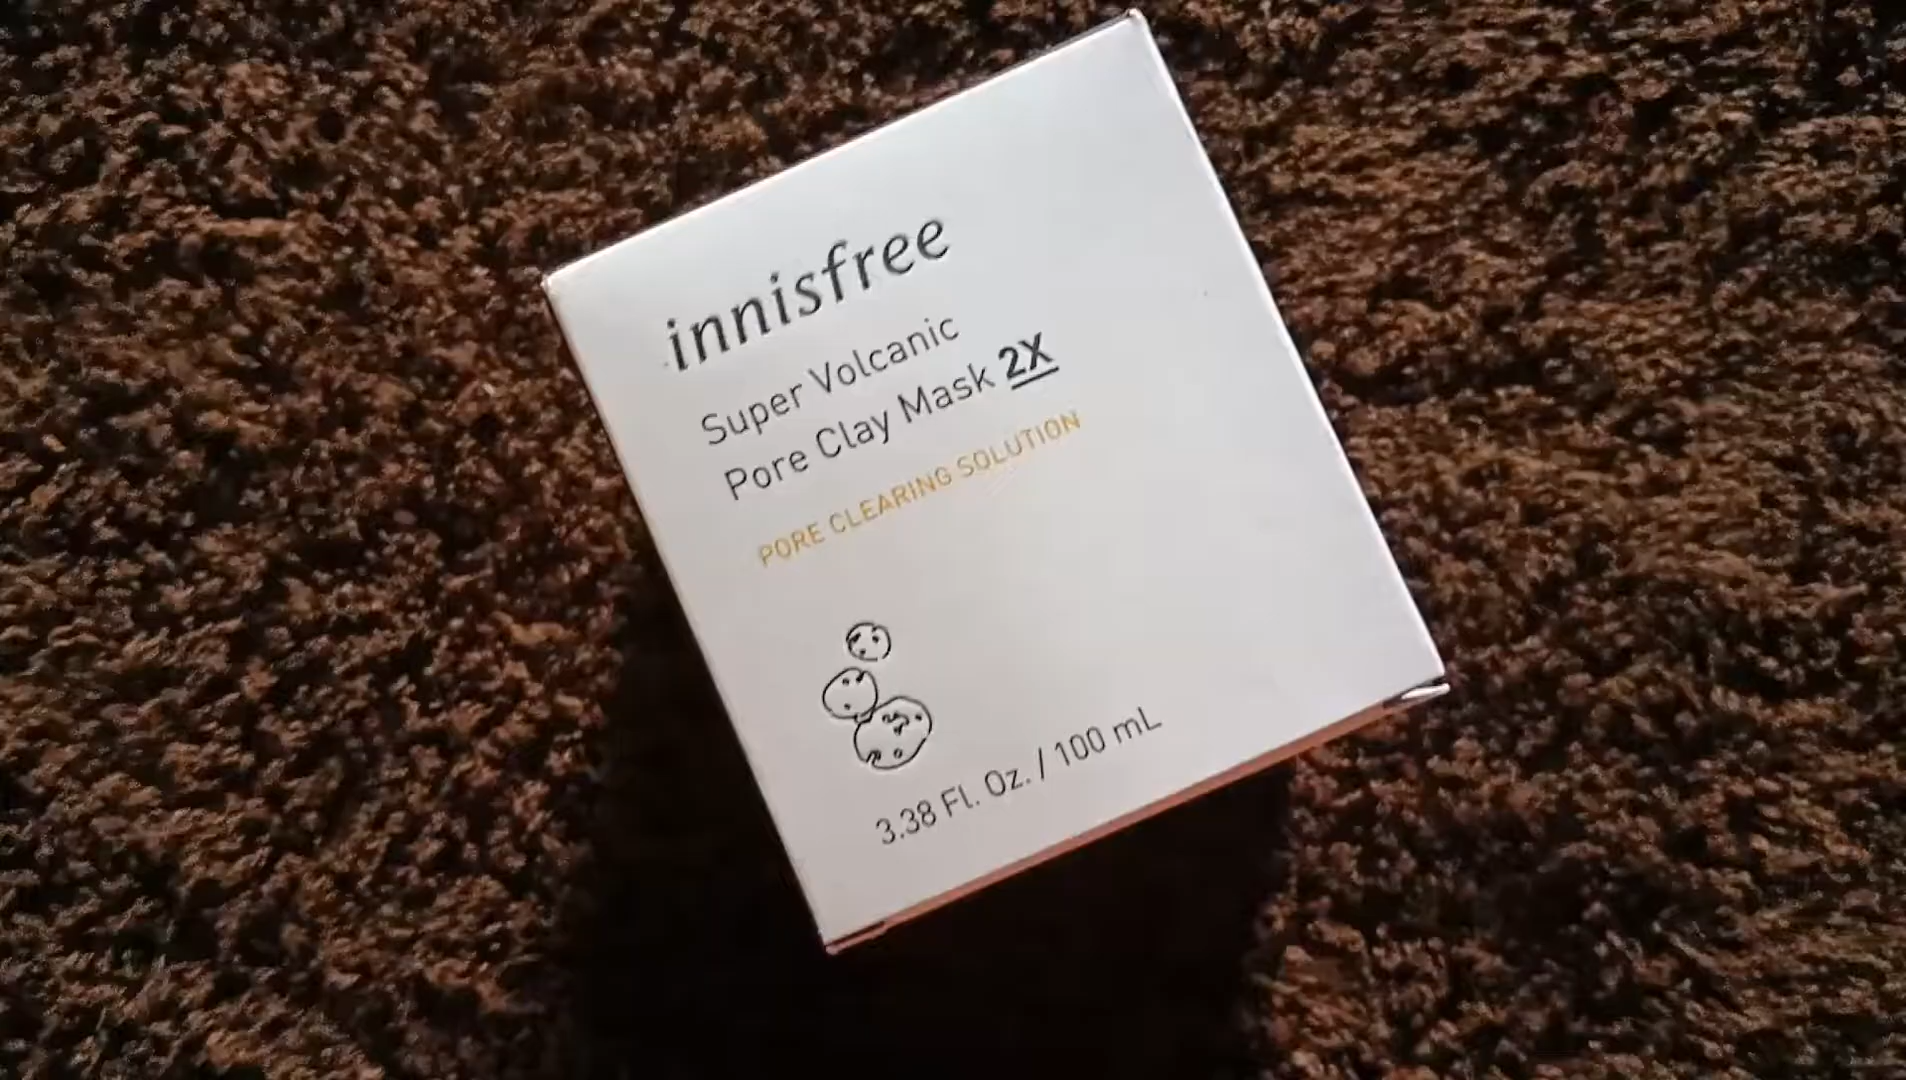 innisfree
Super Volcanic
Pore Clay Mask 2X
PORE CLEARING SOLUTION
3.38 Fl. Oz. / 100 mL